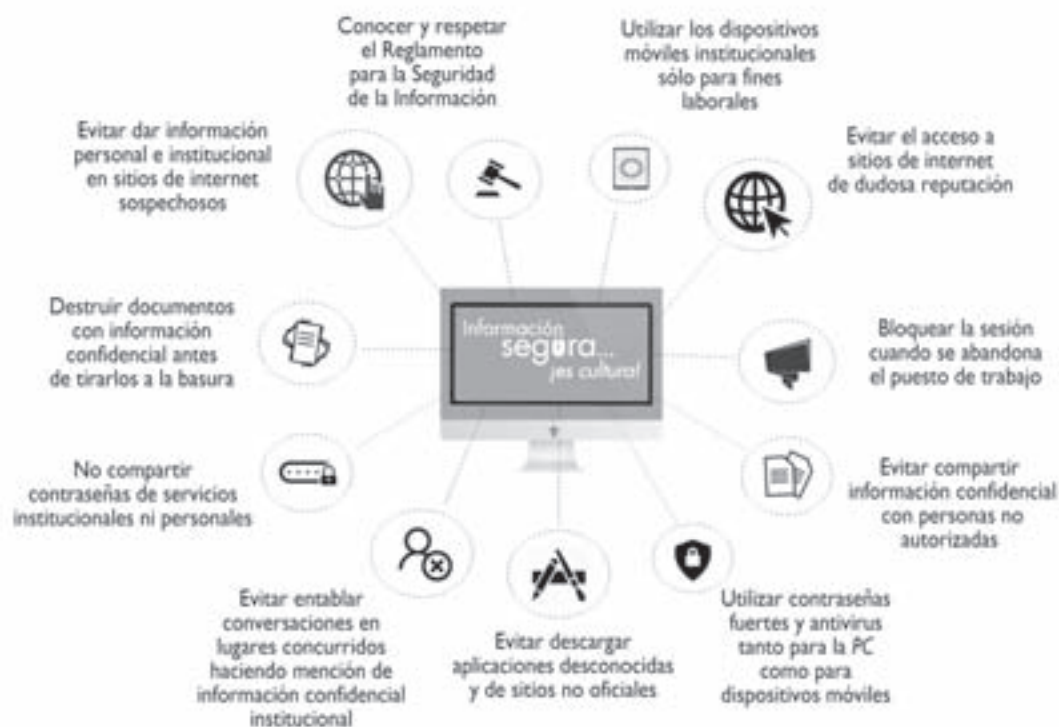 Conocer y respetar
el Reglamento
para la Seguridad
de la Información
Utilizar los dispositivos
móviles institucionales
sólo para fines
laborales
Evitar dar información
personal e institucional
en sitios de internet
sospechosos
Evitar el acceso a
sitios de internet
de dudosa reputación
Destruir documentos
con información
confidencial antes
de tirarlos a la basura
Información
segura...
¡es cultura!
Bloquear la sesión
cuando se abandona
el puesto de trabajo
No compartir
contraseñas de servicios
institucionales ni personales
Evitar compartir
información confidencial
con personas no
autorizadas
Evitar entablar
conversaciones en
lugares concurridos
haciendo mención de
información confidencial
institucional
Evitar descargar
aplicaciones desconocidas
y de sitios no oficiales
Utilizar contraseñas
fuertes y antivirus
tanto para la PC
como para
dispositivos móviles